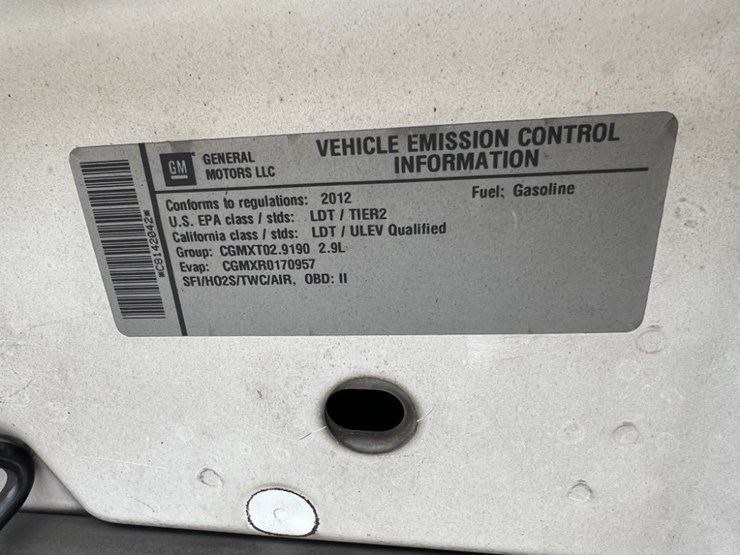 GM
GENERAL
MOTORS LLC
VEHICLE EMISSION CONTROL
INFORMATION
Conforms to regulations: 2012
Fuel: Gasoline
U.S. EPA class / stds: LDT / TIER2
California class / stds: LDT / ULEV Qualified
Group: CGMXT02.9190 2.9L
Evap: CGMXR0170957
SFI/HO2S/TWC/AIR, OBD: II
*C8142042*